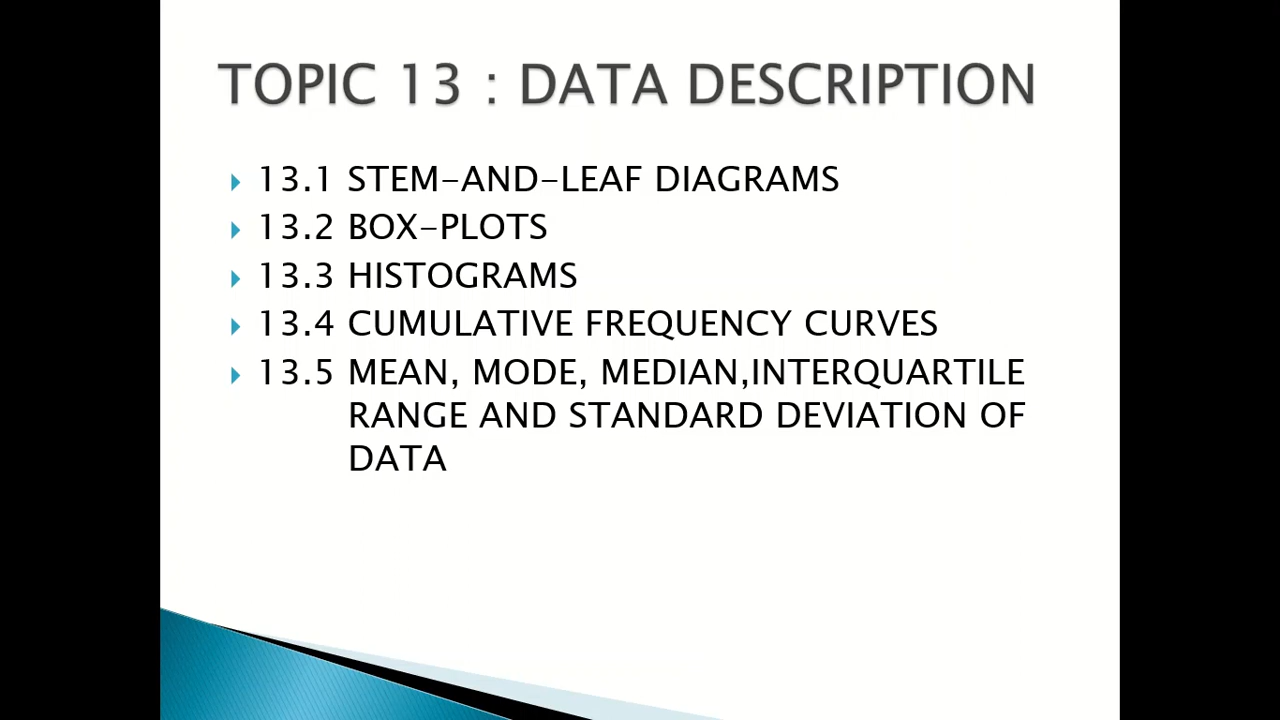 TOPIC 13 : DATA DESCRIPTION
13.1 STEM-AND-LEAF DIAGRAMS
13.2 BOX-PLOTS
13.3 HISTOGRAMS
13.4 CUMULATIVE FREQUENCY CURVES
13.5 MEAN, MODE, MEDIAN,INTERQUARTILE
RANGE AND STANDARD DEVIATION OF
DATA